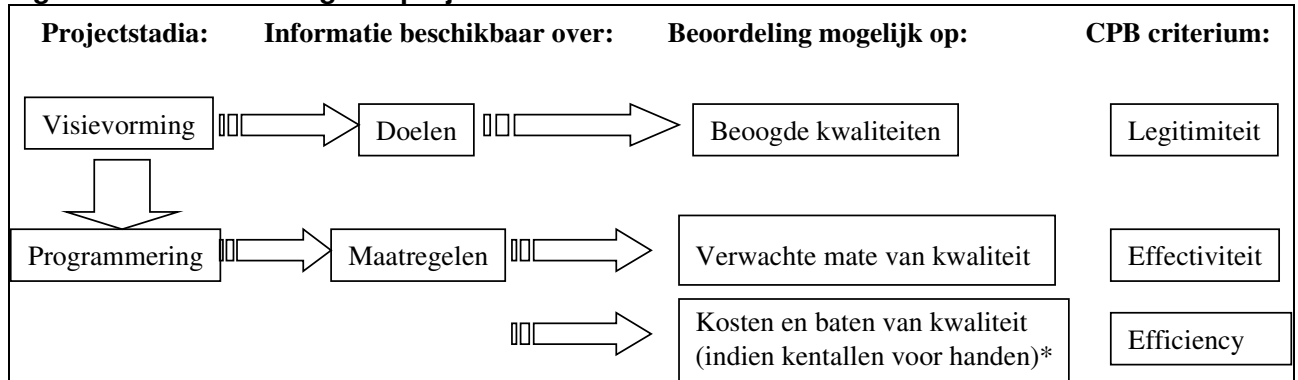 Projectstadia: Informatie beschikbaar over: Beoordeling mogelijk op: CPB criterium:
Visievorming Doelen Beoogde kwaliteiten Legitimiteit
Programmering Maatregelen Verwachte mate van kwaliteit Effectiviteit
Kosten en baten van kwaliteit
(indien kentallen voor handen)* Efficiency